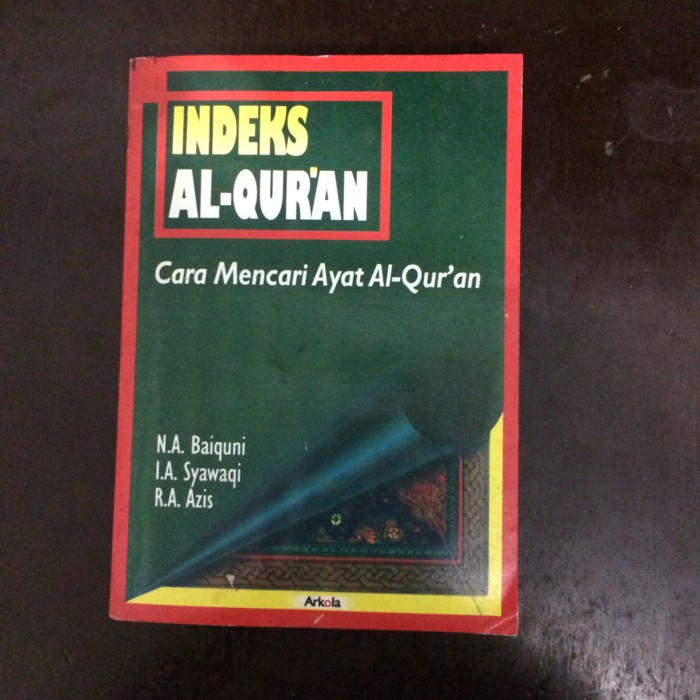 INDEKS
AL-QUR'AN
Cara Mencari Ayat Al-Qur'an
N.A. Baiquni
I.A. Syawaqi
R.A. Azis
Arkola